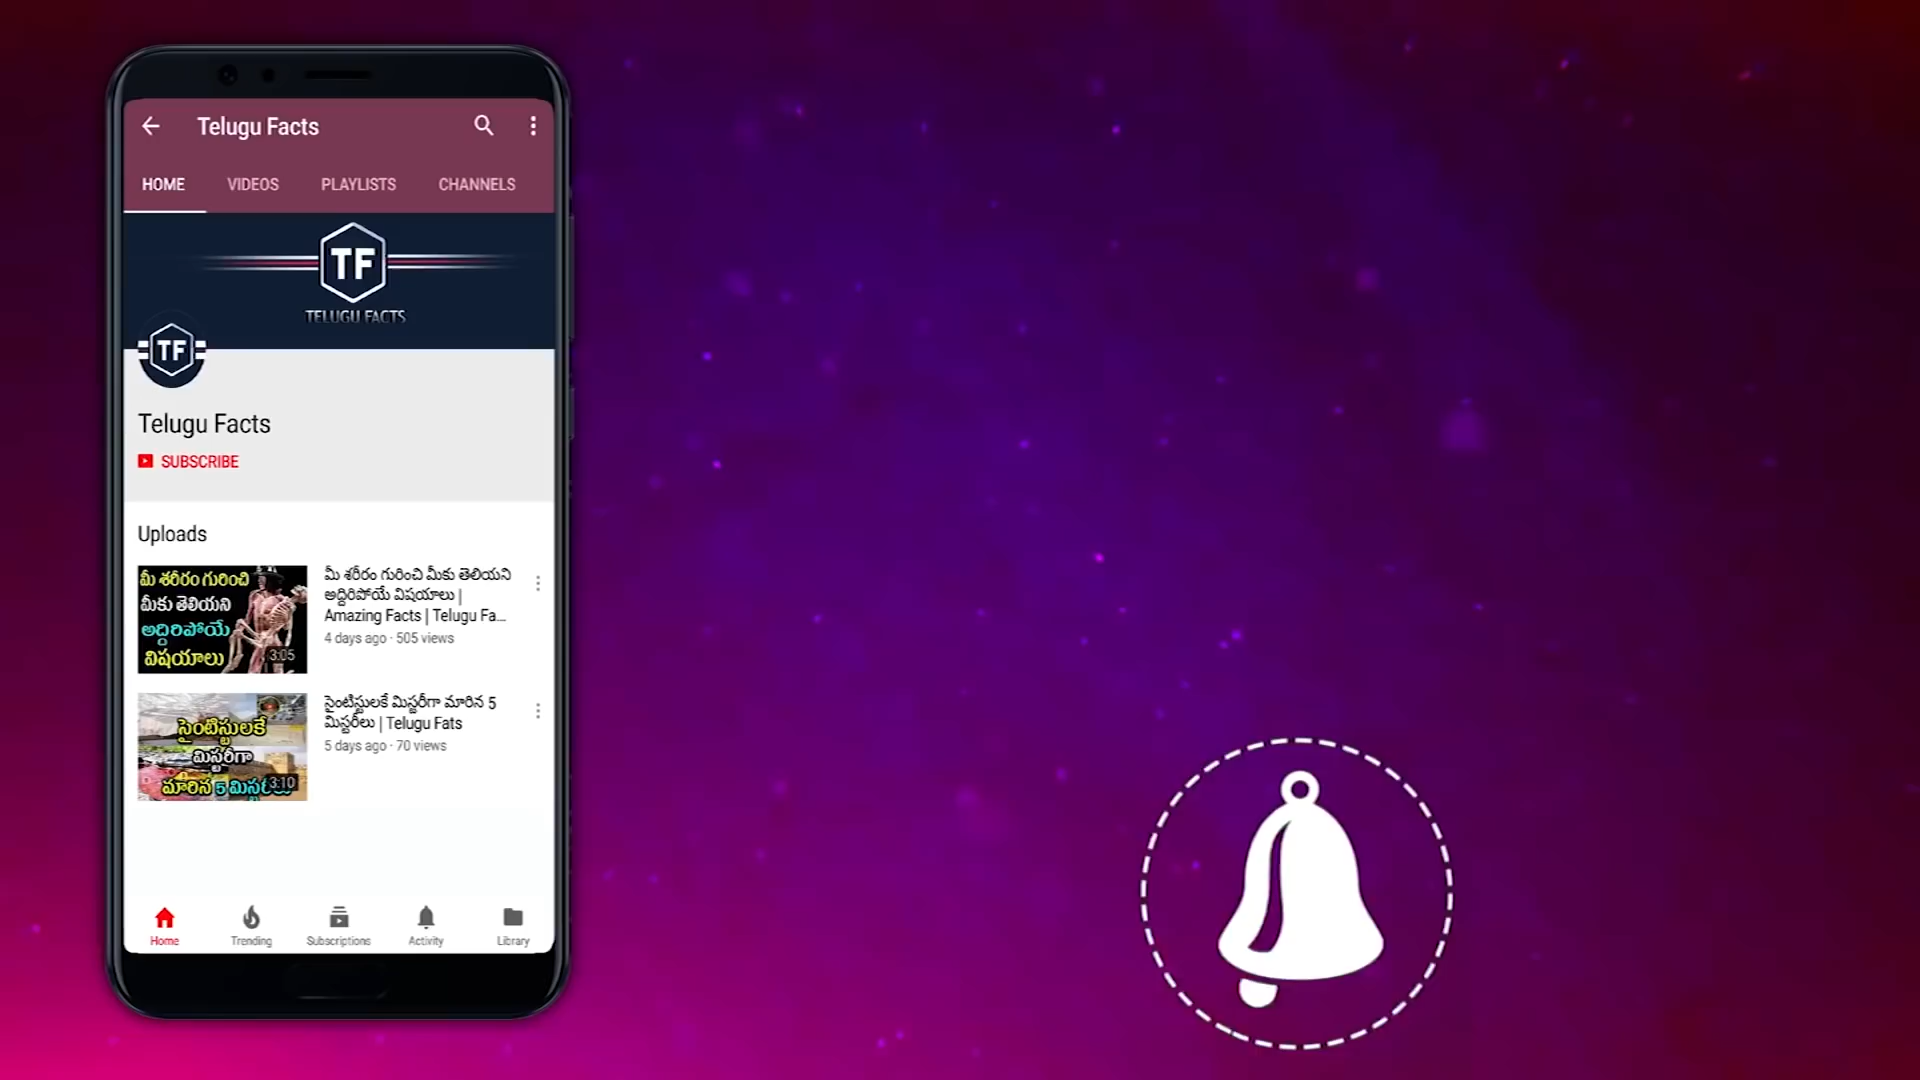 Telugu Facts
HOME VIDEOS PLAYLISTS CHANNELS
TF
TELUGU FACTS
TF
Telugu Facts
SUBSCRIBE
Uploads
మీ శరీరం గురించి
మీకు తెలియని
అద్దిరిపోయే
విషయాలు
3:05
మీ శరీరం గురించి మీకు తెలియని
అద్దిరిపోయే విషయాలు |
Amazing Facts | Telugu Fa...
4 days ago · 505 views
సైంటిస్టులకే
మిస్టరీగా
మారిన 5
3:10
సైంటిస్టులకే మిస్టరీగా మారిన 5
మిస్టరీలు | Telugu Fats
5 days ago · 70 views
Home Trending Subscriptions Activity Library